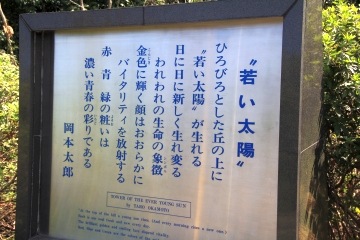 〝若い太陽〟
ひろびろとした丘の上に
〝若い太陽〟が生れる
日に日に新しく生れ変る
われわれの生命の象徴
金色に輝く顔はおおらかに
バイタリティを放射する
赤 青 緑の粧いは
濃い青春の彩りである
岡本太郎
TOWER OF THE EVER YOUNG SUN
by TARO OKAMOTO